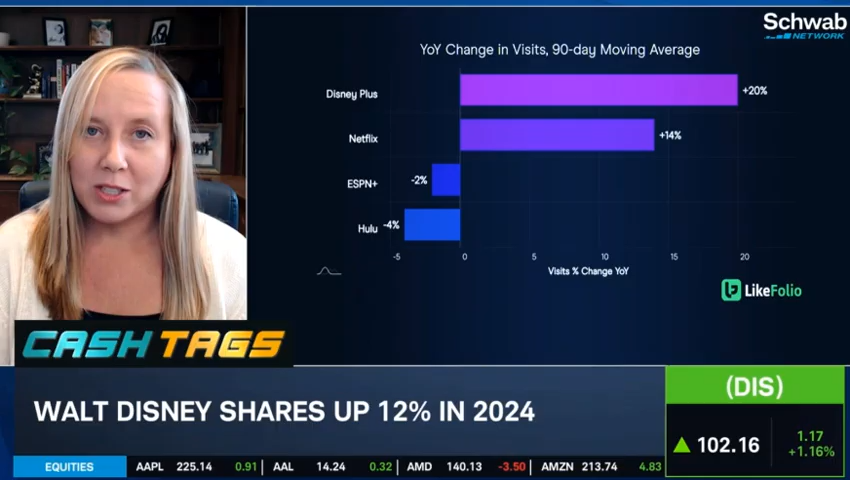 Schwab
NETWORK
YoY Change in Visits, 90-day Moving Average
Disney Plus
+20%
Netflix
+14%
ESPN+
-2%
Hulu
-4%
-5
0
5
10
15
20
Visits % Change YoY
LikeFolio
CASH TAGS
WALT DISNEY SHARES UP 12% IN 2024
(DIS)
102.16
1.17
+1.16%
EQUITIES
AAPL 225.14 0.91
AAL 14.24 0.32
AMD 140.13 -3.50
AMZN 213.74 4.83